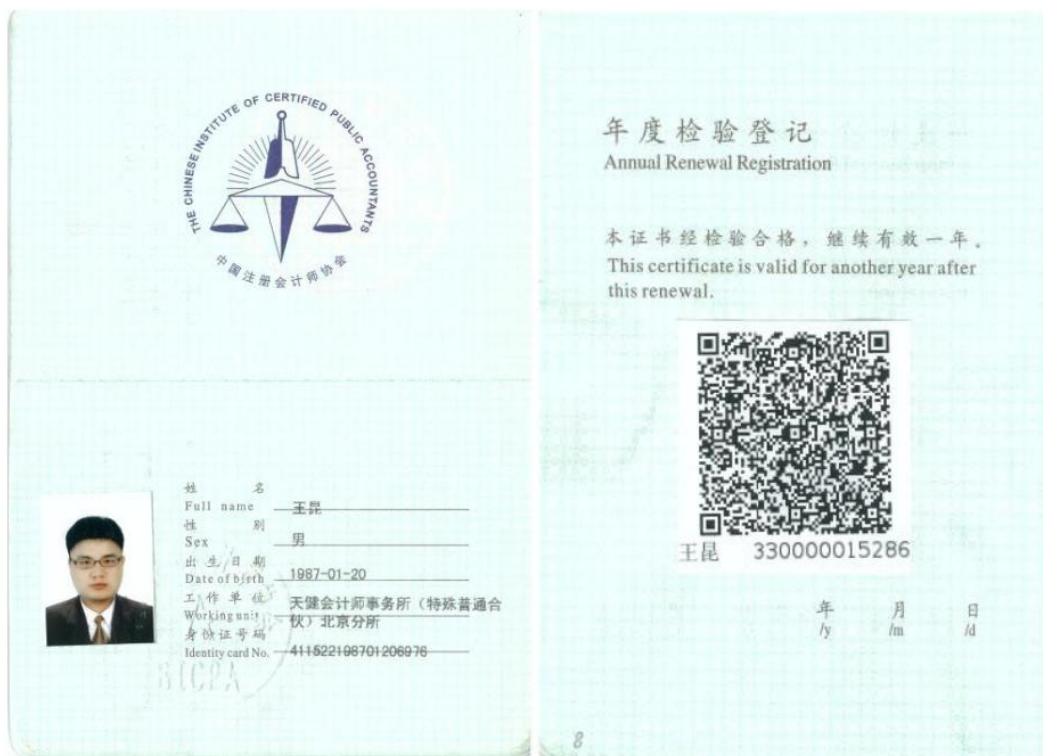 THE CHINESE INSTITUTE OF CERTIFIED PUBLIC ACCOUNTANTS
中国注册会计师协会
姓 名
Full name 王昆
性 别
Sex 男
出生日期
Date of birth 1987-01-20
工作单位
Working unit 天健会计师事务所（特殊普通合
伙）北京分所
身份证号码
Identity card No. 411522198701206976
BICPA
年度检验登记
Annual Renewal Registration
本证书经检验合格，继续有效一年。
This certificate is valid for another year after
this renewal.
王昆 330000015286
年 月 日
/y /m /d
8